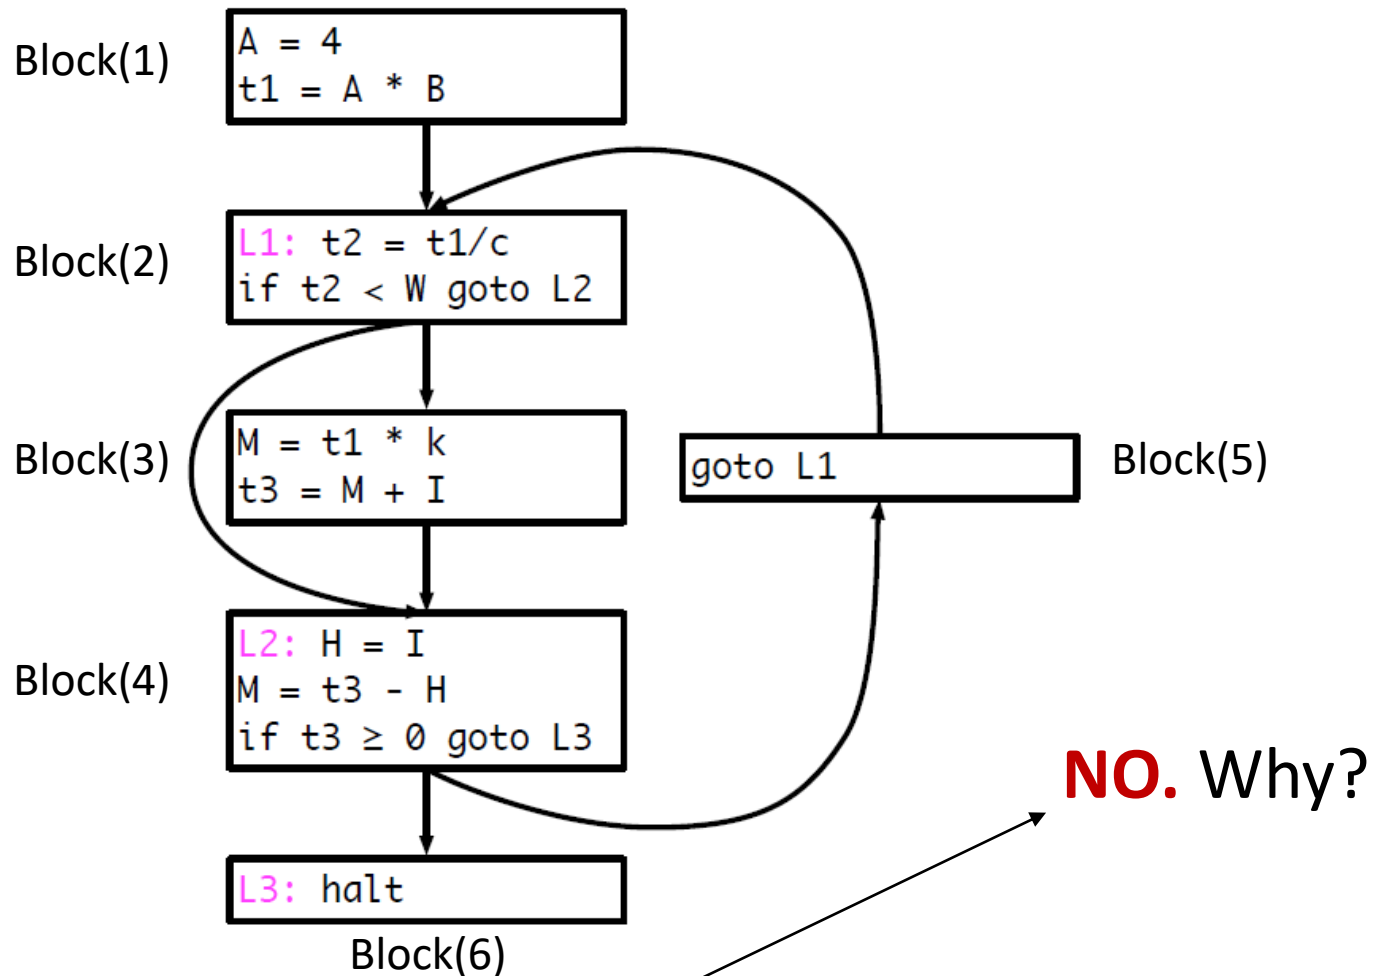 Block(1)
A = 4
t1 = A * B
Block(2)
L1: t2 = t1/c
if t2 < W goto L2
Block(3)
M = t1 * k
t3 = M + I
goto L1
Block(5)
Block(4)
L2: H = I
M = t3 - H
if t3 ≥ 0 goto L3
NO. Why?
L3: halt
Block(6)